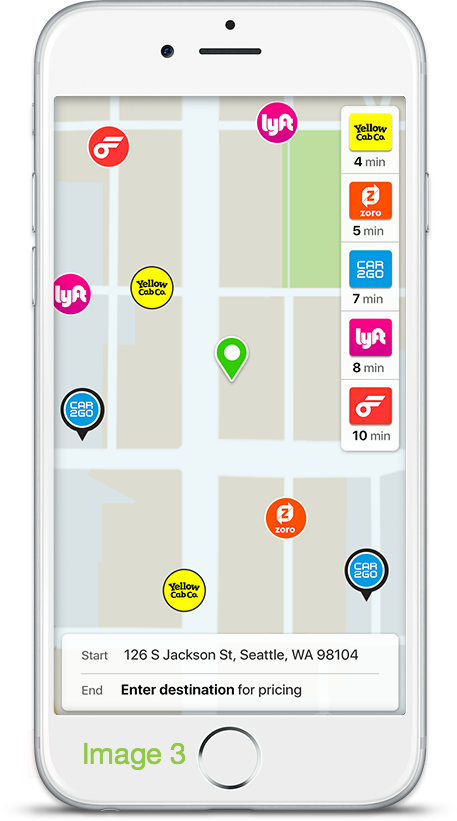 lyft
Yellow
Cab Co.
4 min
zoro
5 min
CAR
2GO
7 min
lyft
8 min
10 min
lyft
Yellow
Cab Co.
CAR
2GO
zoro
CAR
2GO
Yellow
Cab Co.
Start 126 S Jackson St, Seattle, WA 98104
End Enter destination for pricing
Image 3